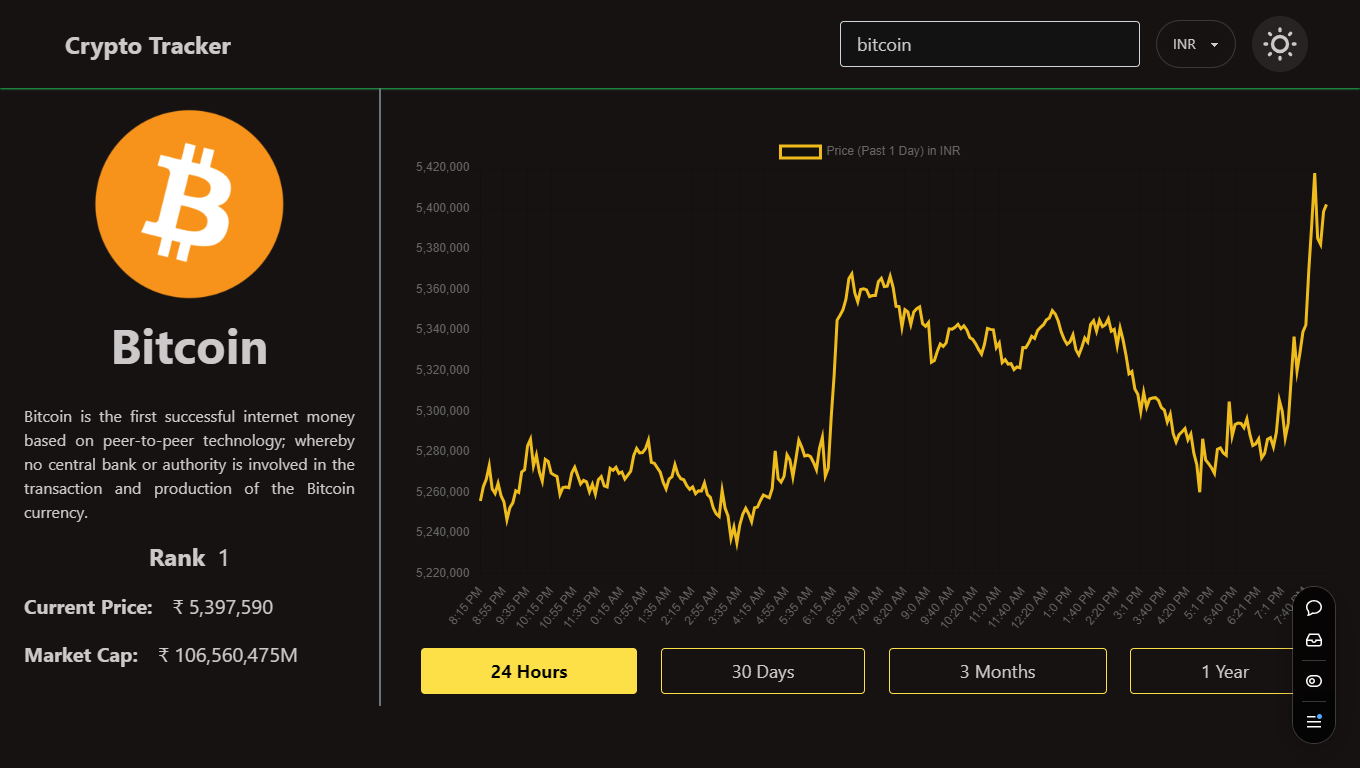 Crypto Tracker
bitcoin
INR
Bitcoin
Bitcoin is the first successful internet money
based on peer-to-peer technology; whereby
no central bank or authority is involved in the
transaction and production of the Bitcoin
currency.
Rank 1
Current Price: ₹ 5,397,590
Market Cap: ₹ 106,560,475M
Price (Past 1 Day) in INR
5,420,000
5,400,000
5,380,000
5,360,000
5,340,000
5,320,000
5,300,000
5,280,000
5,260,000
5,240,000
5,220,000
8:15 PM
8:55 PM
9:35 PM
10:15 PM
10:55 PM
11:35 PM
0:15 AM
0:55 AM
1:35 AM
2:15 AM
2:55 AM
3:35 AM
4:15 AM
4:55 AM
5:35 AM
6:15 AM
6:55 AM
7:40 AM
8:20 AM
9:0 AM
9:40 AM
10:20 AM
11:0 AM
11:40 AM
12:20 AM
1:0 PM
1:40 PM
2:20 PM
3:1 PM
3:40 PM
4:20 PM
5:1 PM
5:40 PM
6:21 PM
7:1 PM
7:40
24 Hours
30 Days
3 Months
1 Year